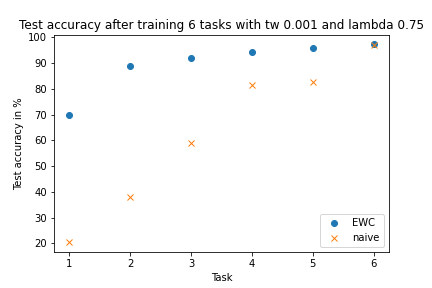 Test accuracy after training 6 tasks with tw 0.001 and lambda 0.75
100
90
80
70
60
50
40
30
20
Test accuracy in %
EWC
naive
1 2 3 4 5 6
Task